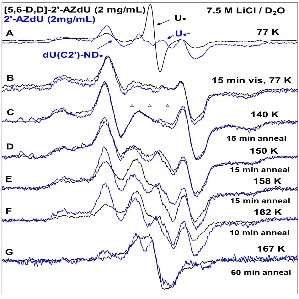 [5,6-D,D]-2'-AZdU (2 mg/mL)
2'-AZdU (2mg/mL)
U•-
7.5 M LiCl / D2O
A
U•-
77 K
dU(C2')-ND•
B
15 min vis, 77 K
C
140 K
15 min anneal
D
150 K
15 min anneal
E
158 K
15 min anneal
F
162 K
10 min anneal
G
167 K
60 min anneal